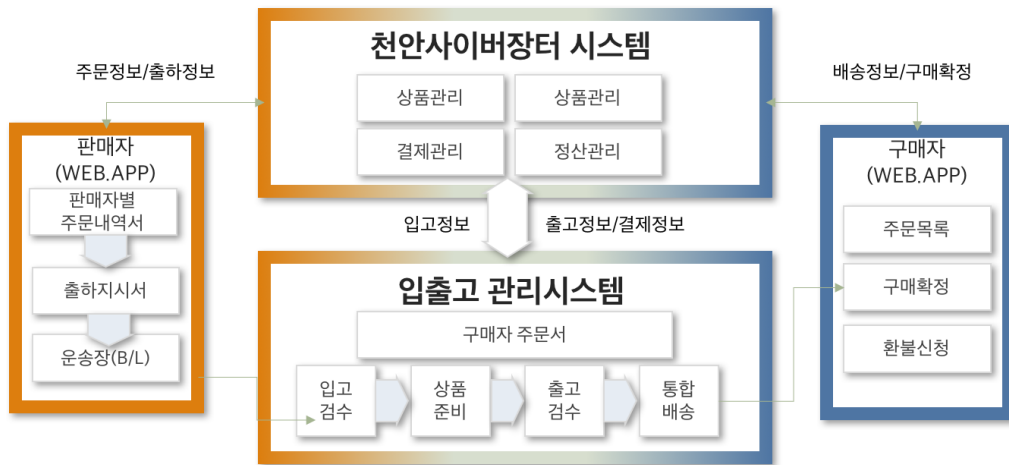 천안사이버장터 시스템
주문정보/출하정보
배송정보/구매확정
상품관리
상품관리
결제관리
정산관리
판매자
(WEB.APP)
판매자별
주문내역서
출하지시서
운송장(B/L)
구매자
(WEB.APP)
주문목록
구매확정
환불신청
입고정보
출고정보/결제정보
입출고 관리시스템
구매자 주문서
입고
검수
상품
준비
출고
검수
통합
배송